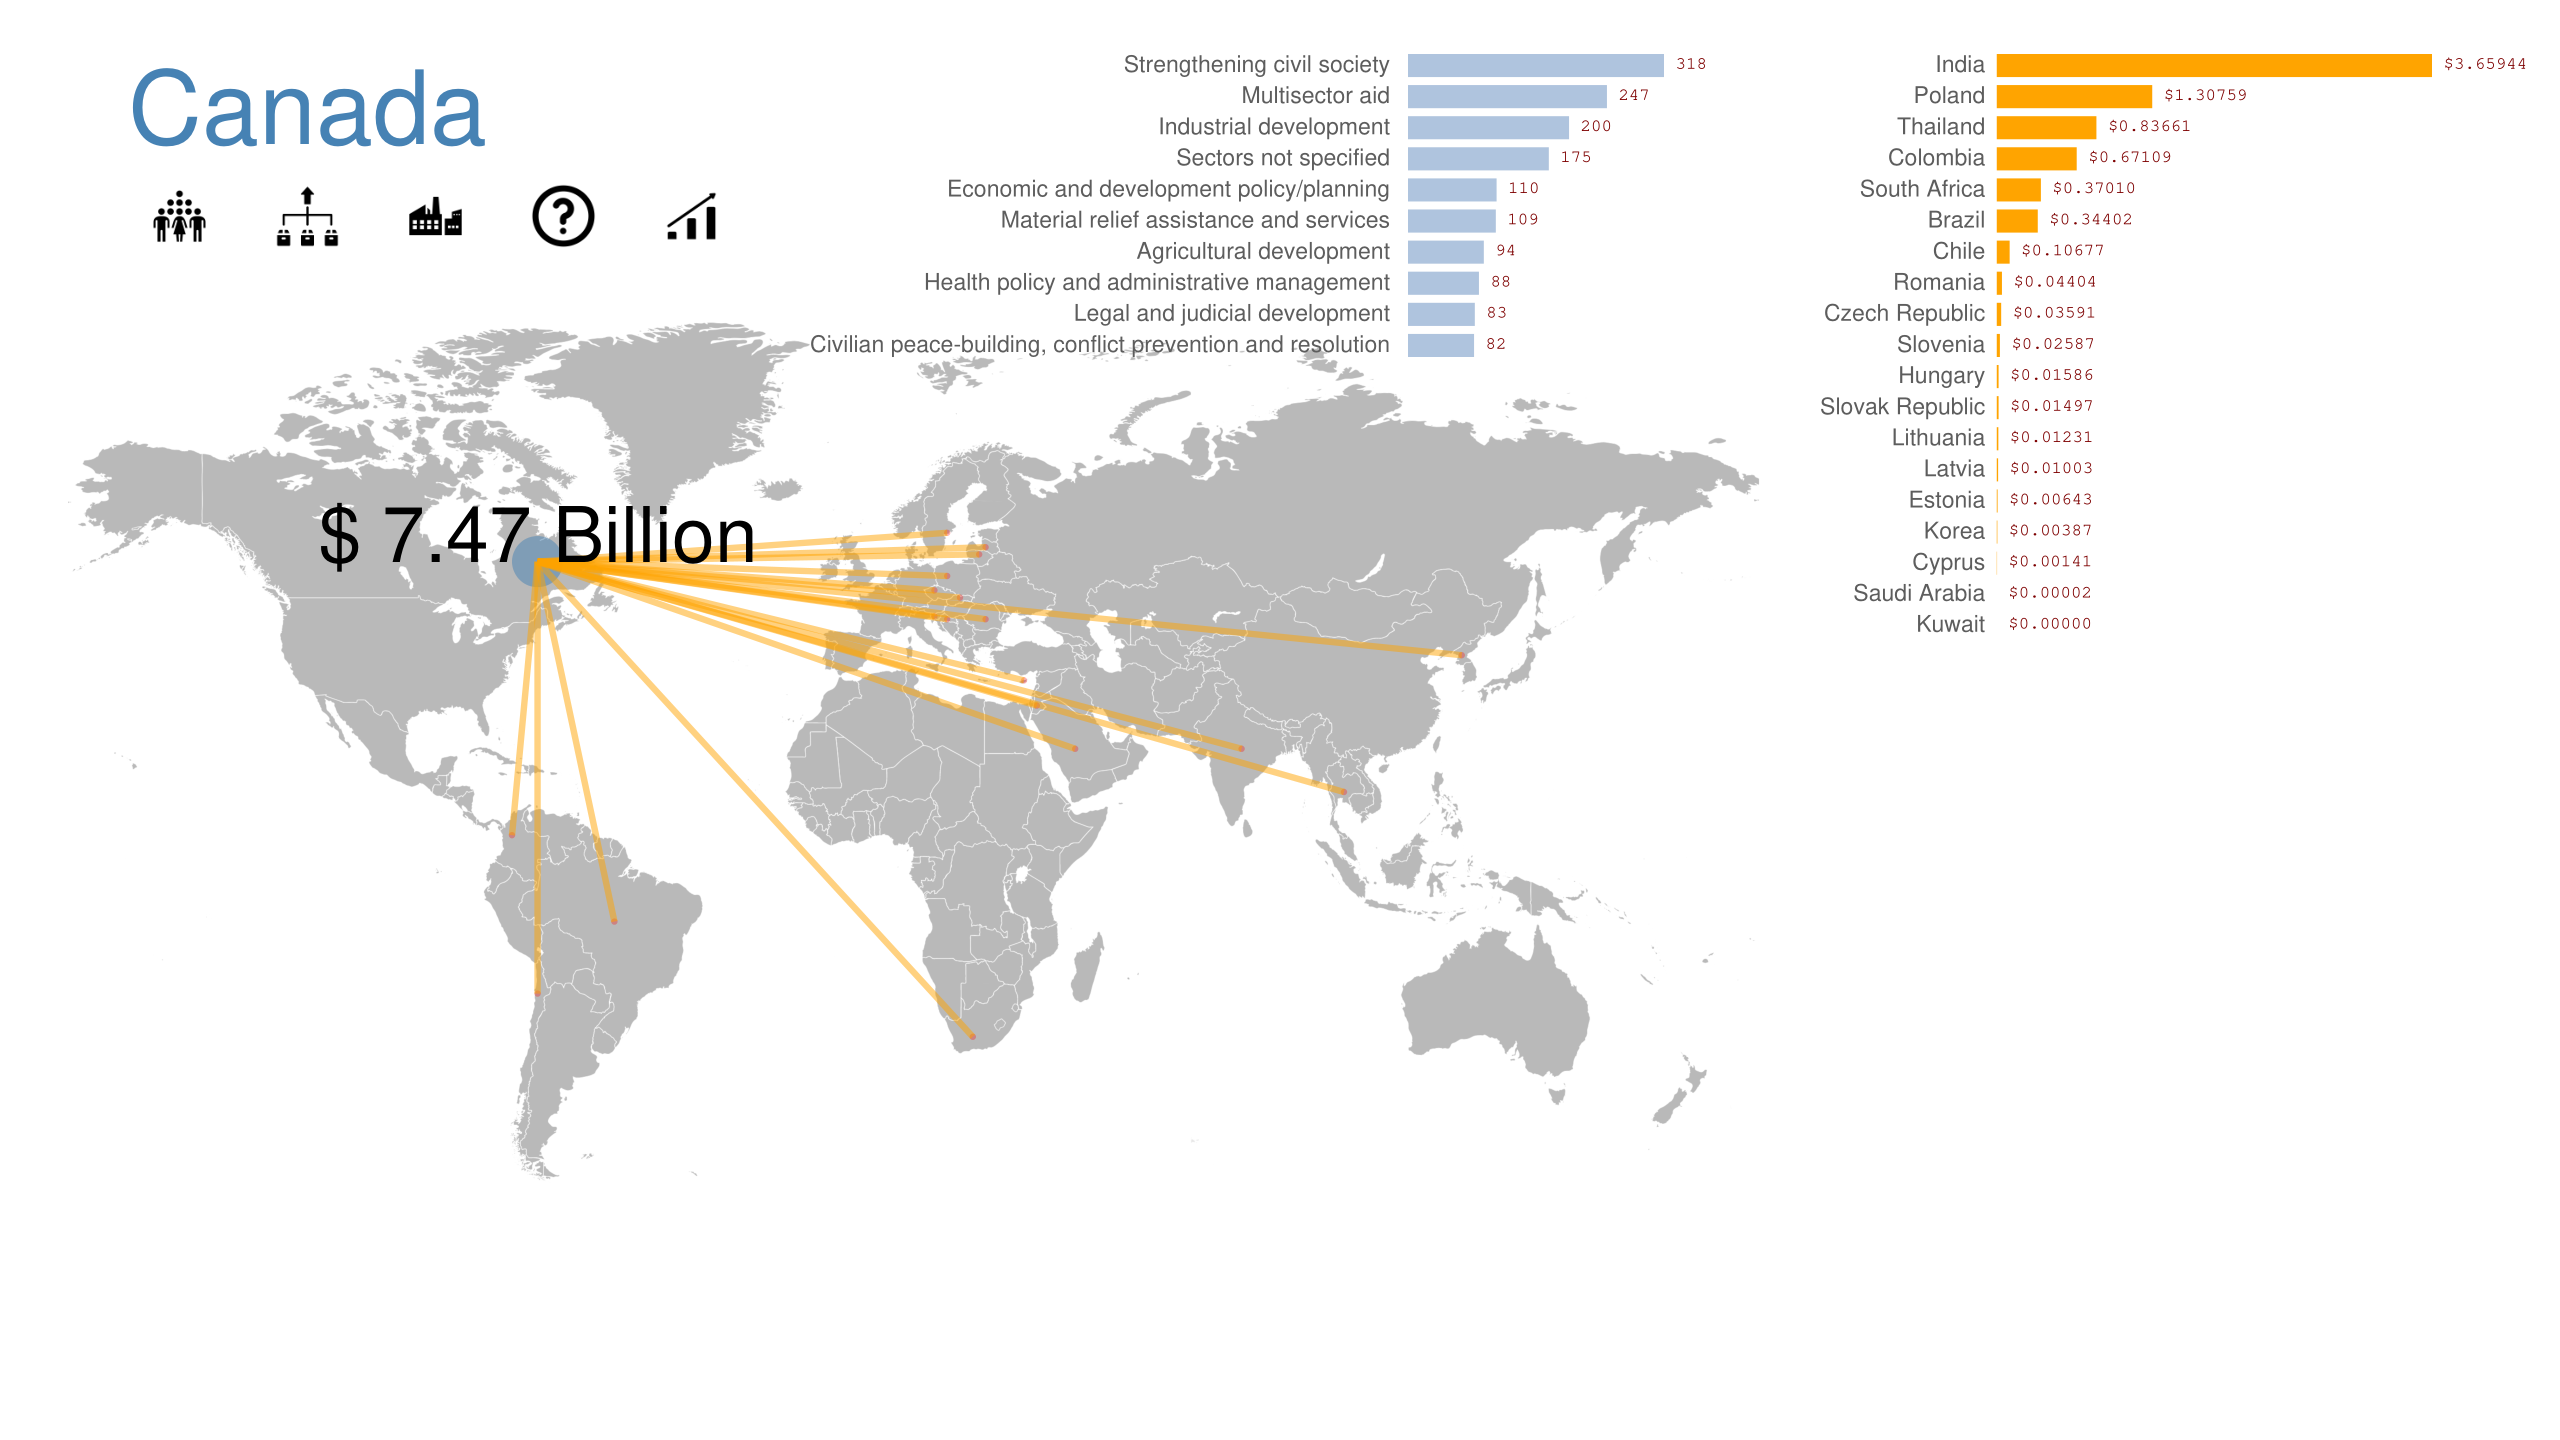 Canada
?
Strengthening civil society 318
Multisector aid 247
Industrial development 200
Sectors not specified 175
Economic and development policy/planning 110
Material relief assistance and services 109
Agricultural development 94
Health policy and administrative management 88
Legal and judicial development 83
Civilian peace-building, conflict prevention and resolution 82
India $3.65944
Poland $1.30759
Thailand $0.83661
Colombia $0.67109
South Africa $0.37010
Brazil $0.34402
Chile $0.10677
Romania $0.04404
Czech Republic $0.03591
Slovenia $0.02587
Hungary $0.01586
Slovak Republic $0.01497
Lithuania $0.01231
Latvia $0.01003
Estonia $0.00643
Korea $0.00387
Cyprus $0.00141
Saudi Arabia $0.00002
Kuwait $0.00000
$ 7.47 Billion